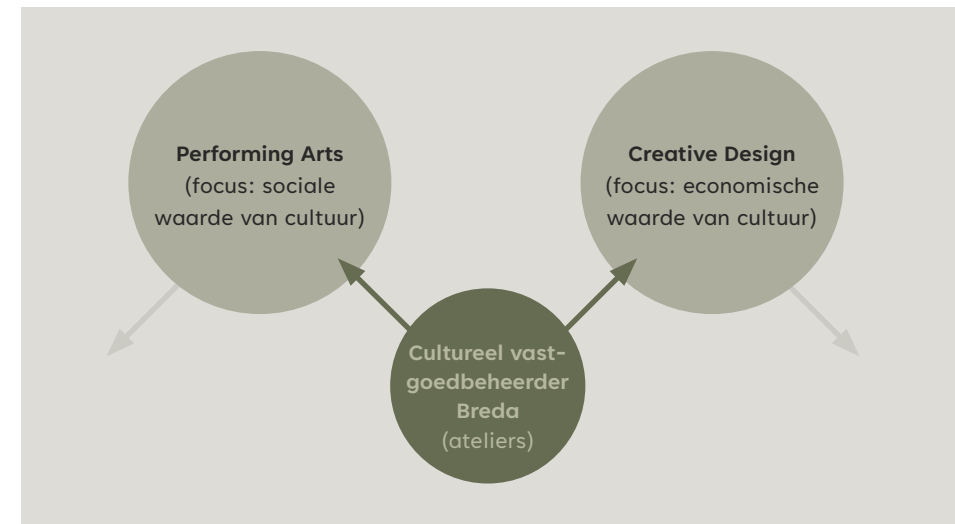 Performing Arts
(focus: sociale
waarde van cultuur)
Creative Design
(focus: economische
waarde van cultuur)
Cultureel vast-
goedbeheerder
Breda
(ateliers)